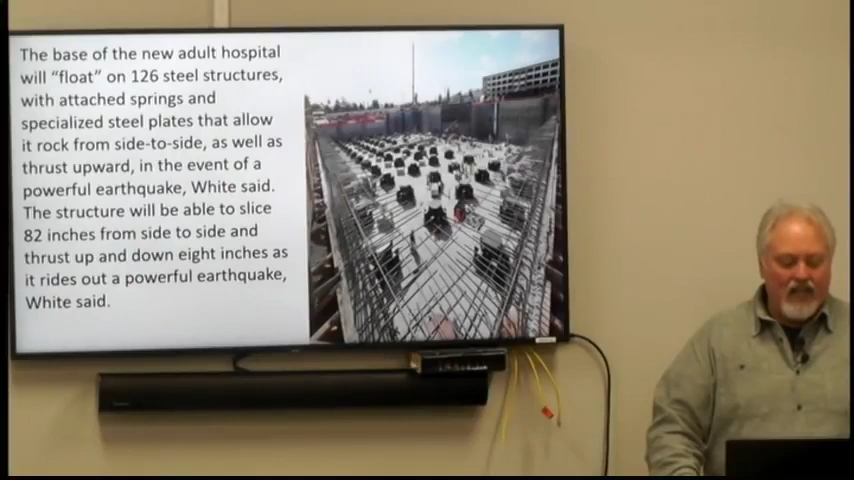 The base of the new adult hospital
will “float” on 126 steel structures,
with attached springs and
specialized steel plates that allow
it rock from side-to-side, as well as
thrust upward, in the event of a
powerful earthquake, White said.
The structure will be able to slice
82 inches from side to side and
thrust up and down eight inches as
it rides out a powerful earthquake,
White said.